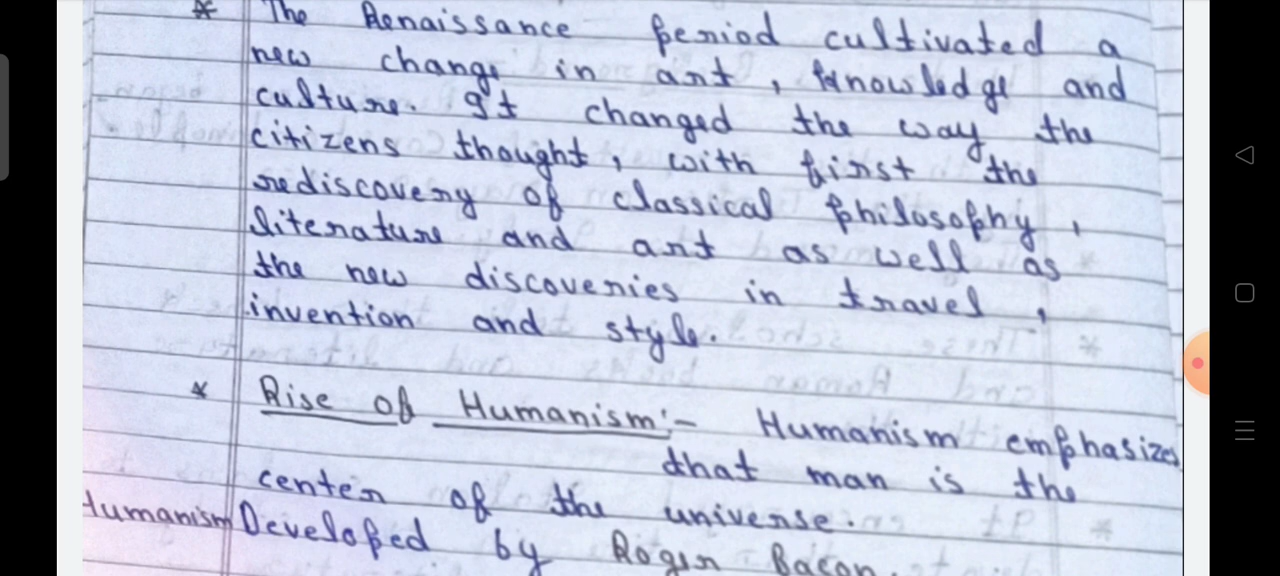 * The Renaissance period cultivated a
new change in art, knowledge and
culture. It changed the way the
citizens thought, with first the
rediscovery of classical philosophy,
literature and art as well as
the new discoveries in travel,
invention and style.
* Rise of Humanism:- Humanism emphasizes
that man is the
center of the universe.
Humanism Developed by Roger Bacon.